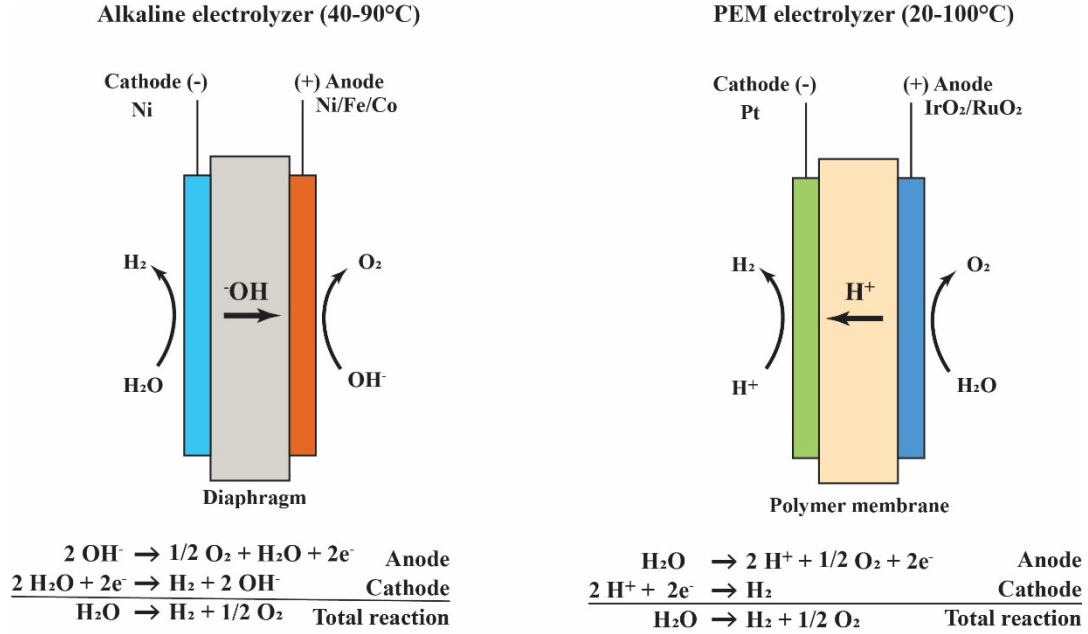 Alkaline electrolyzer (40-90°C)
Cathode (-)
Ni
(+) Anode
Ni/Fe/Co
H₂
H₂O
⁻OH
O₂
OH⁻
Diaphragm
2 OH⁻ → 1/2 O₂ + H₂O + 2e⁻ Anode
2 H₂O + 2e⁻ → H₂ + 2 OH⁻ Cathode
H₂O → H₂ + 1/2 O₂ Total reaction
PEM electrolyzer (20-100°C)
Cathode (-)
Pt
(+) Anode
IrO₂/RuO₂
H₂
H⁺
H⁺
O₂
H₂O
Polymer membrane
H₂O → 2 H⁺ + 1/2 O₂ + 2e⁻ Anode
2 H⁺ + 2e⁻ → H₂ Cathode
H₂O → H₂ + 1/2 O₂ Total reaction